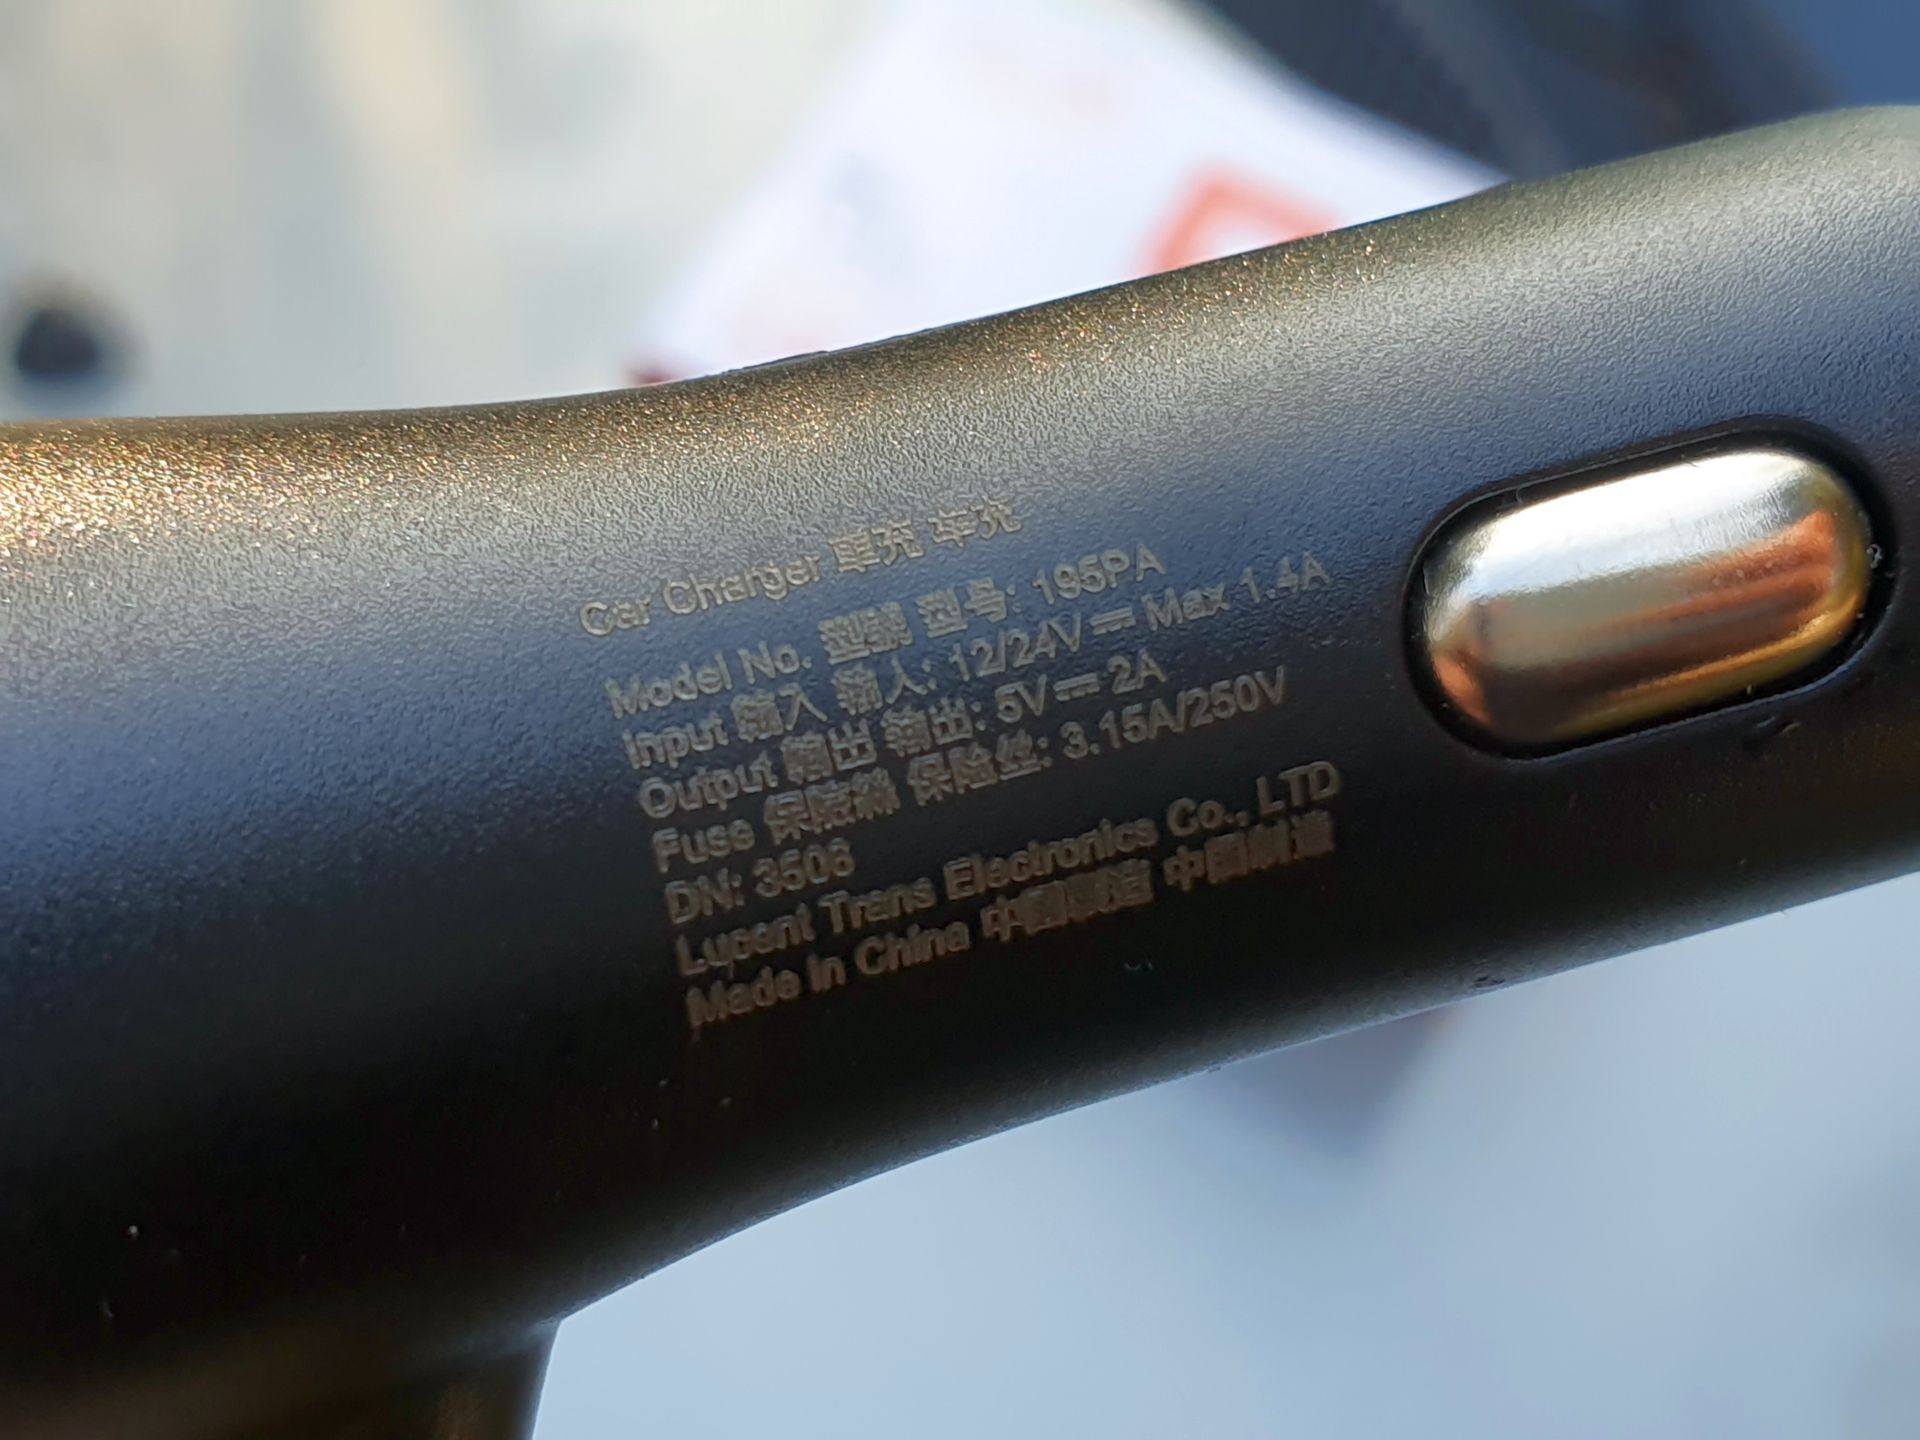 Car Charger 車充 车充
Model No. 型號 型号: 195PA
Input 輸入 输入: 12/24V⎓Max 1.4A
Output 輸出 输出: 5V⎓2A
Fuse 保險絲 保险丝: 3.15A/250V
DN: 3506
Lucent Trans Electronics Co., LTD
Made In China 中國製造 中国制造